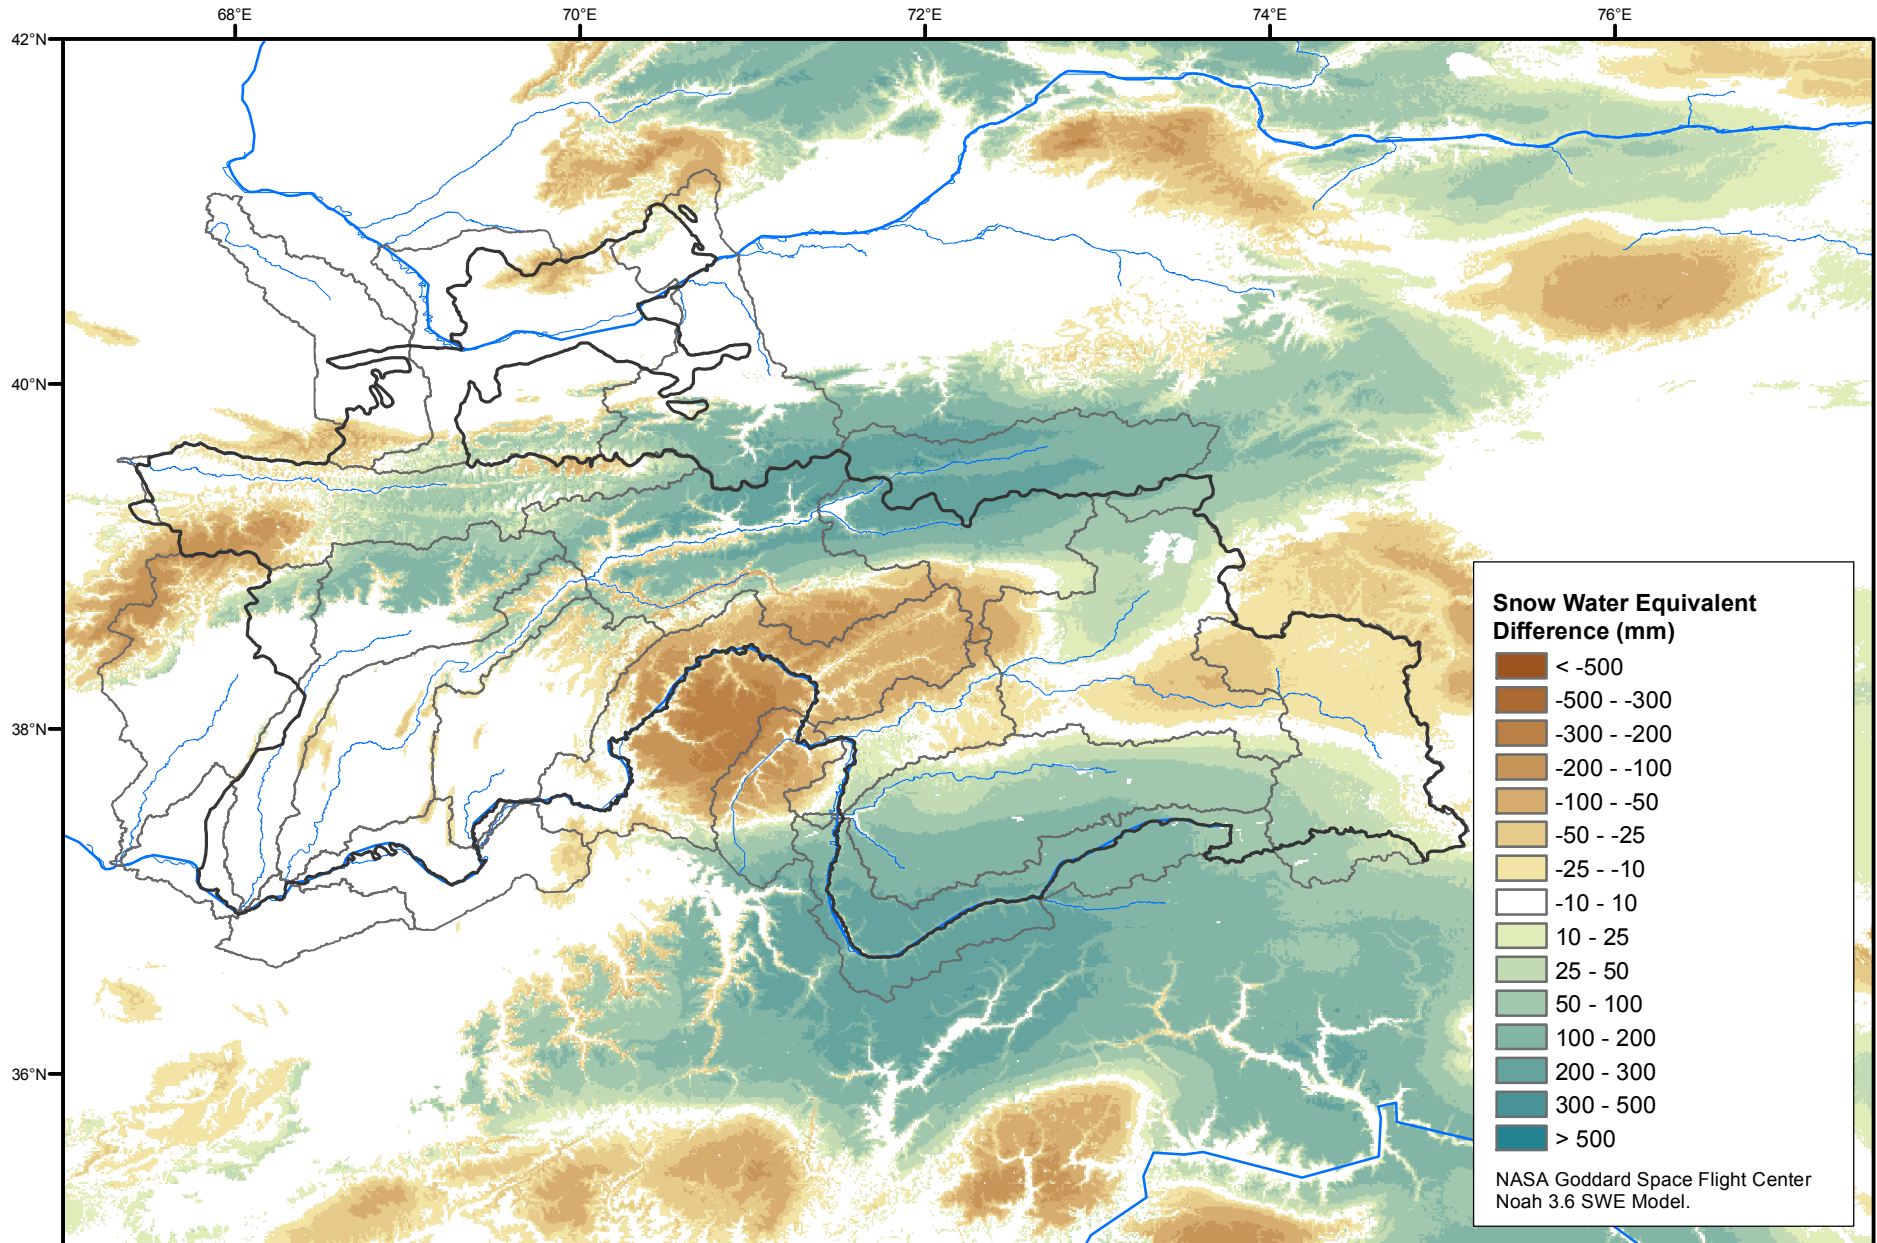 68°E
70°E
72°E
74°E
76°E
42°N
40°N
38°N
36°N
Snow Water Equivalent
Difference (mm)
< -500
-500 - -300
-300 - -200
-200 - -100
-100 - -50
-50 - -25
-25 - -10
-10 - 10
10 - 25
25 - 50
50 - 100
100 - 200
200 - 300
300 - 500
> 500
NASA Goddard Space Flight Center
Noah 3.6 SWE Model.